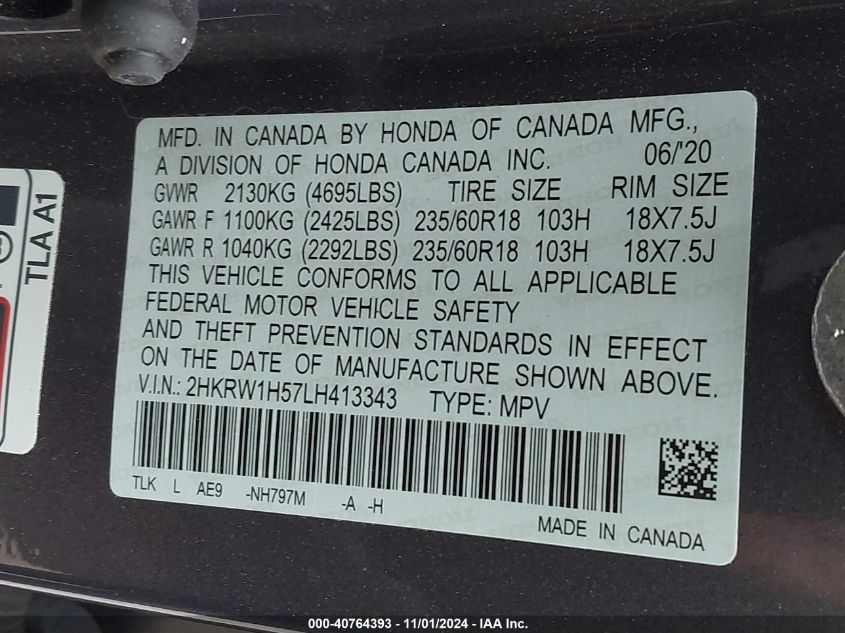 MFD. IN CANADA BY HONDA OF CANADA MFG.,
A DIVISION OF HONDA CANADA INC. 06/'20
GVWR 2130KG (4695LBS) TIRE SIZE RIM SIZE
GAWR F 1100KG (2425LBS) 235/60R18 103H 18X7.5J
GAWR R 1040KG (2292LBS) 235/60R18 103H 18X7.5J
THIS VEHICLE CONFORMS TO ALL APPLICABLE
FEDERAL MOTOR VEHICLE SAFETY
AND THEFT PREVENTION STANDARDS IN EFFECT
ON THE DATE OF MANUFACTURE SHOWN ABOVE.
V.I.N.: 2HKRW1H57LH413343 TYPE: MPV
TLK L AE9 -NH797M -A -H
MADE IN CANADA
TLA A1
®
000-40764393 - 11/01/2024 - IAA Inc.